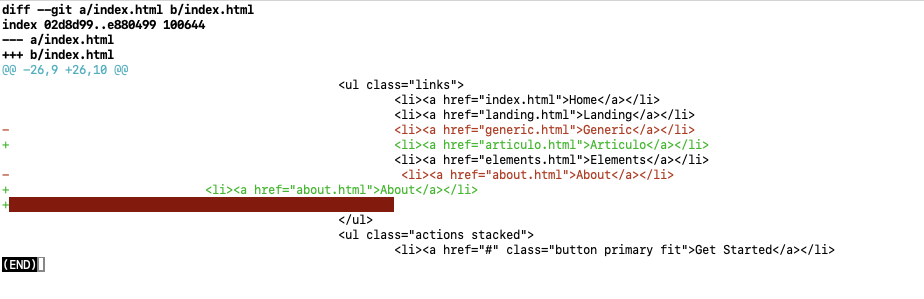 diff --git a/index.html b/index.html
index 02d8d99..e880499 100644
--- a/index.html
+++ b/index.html
@@ -26,9 +26,10 @@
<ul class="links">
<li><a href="index.html">Home</a></li>
<li><a href="landing.html">Landing</a></li>
- <li><a href="generic.html">Generic</a></li>
+ <li><a href="articulo.html">Articulo</a></li>
<li><a href="elements.html">Elements</a></li>
- <li><a href="about.html">About</a></li>
+ <li><a href="about.html">About</a></li>
+
</ul>
<ul class="actions stacked">
<li><a href="#" class="button primary fit">Get Started</a></li>
(END)